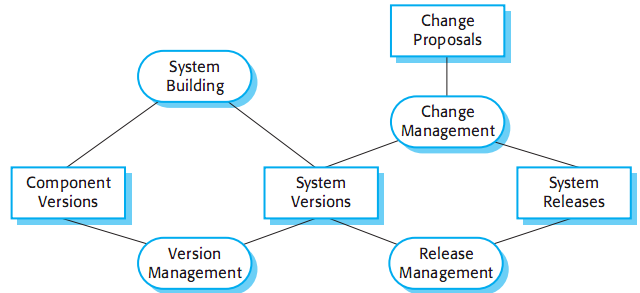 Change
Proposals
System
Building
Change
Management
Component
Versions
System
Versions
System
Releases
Version
Management
Release
Management